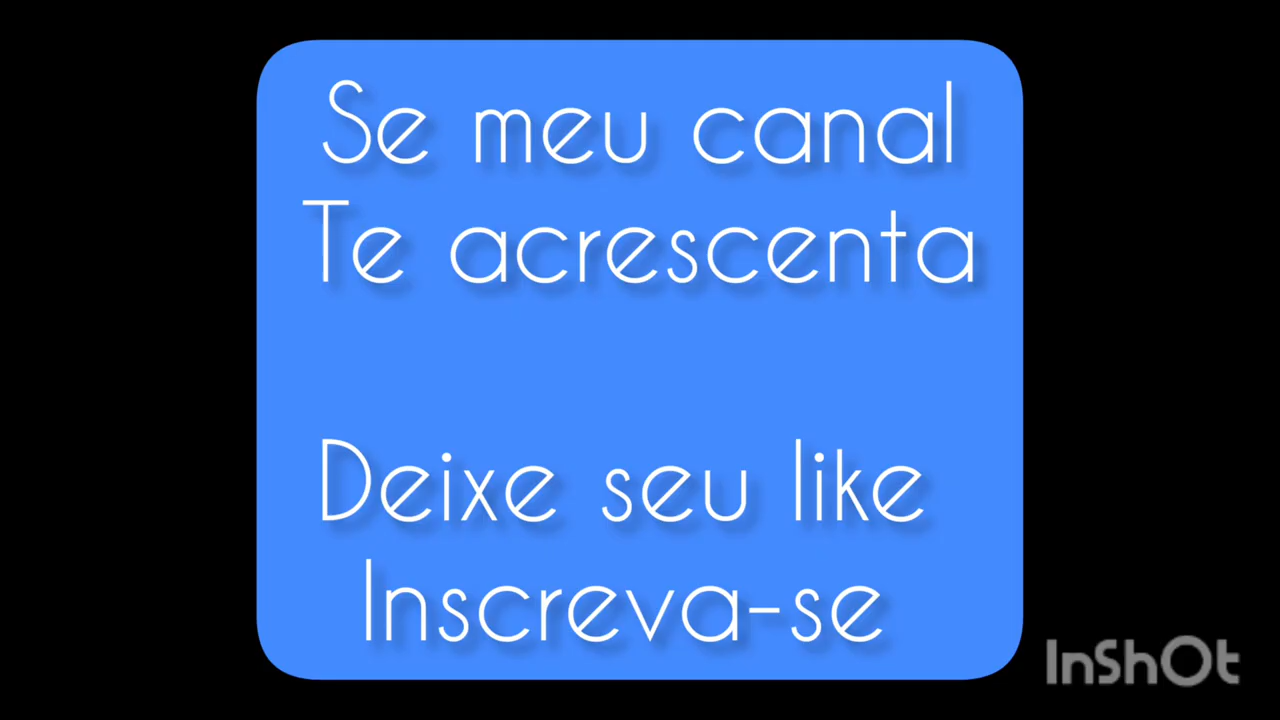 Se meu canal
Te acrescenta
Deixe seu like
Inscreva-se
InShOt